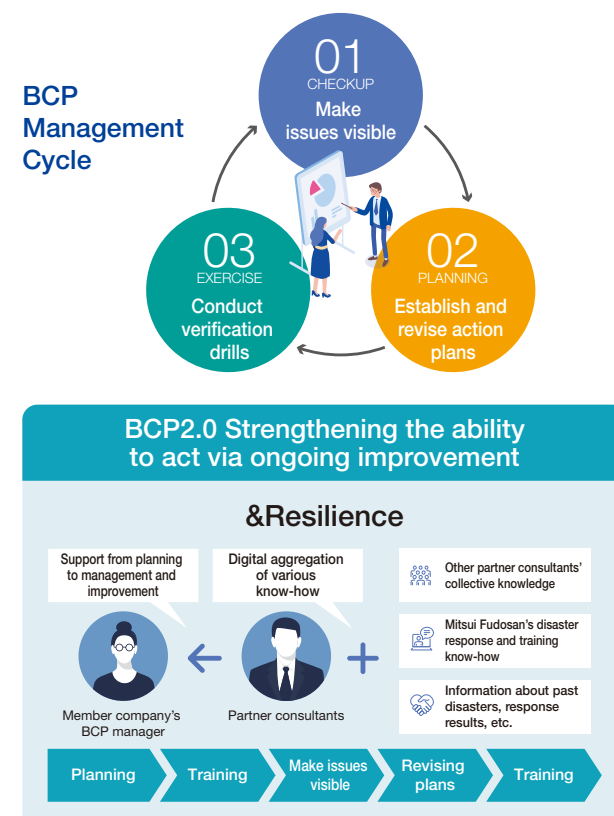 BCP
Management
Cycle
01
CHECKUP
Make
issues visible
02
PLANNING
Establish and
revise action
plans
03
EXERCISE
Conduct
verification
drills
BCP2.0 Strengthening the ability
to act via ongoing improvement
&Resilience
Support from planning
to management and
improvement
Digital aggregation
of various
know-how
Other partner consultants'
collective knowledge
Mitsui Fudosan's disaster
response and training
know-how
Information about past
disasters, response
results, etc.
Member company's
BCP manager
Partner consultants
Planning
Training
Make issues
visible
Revising
plans
Training